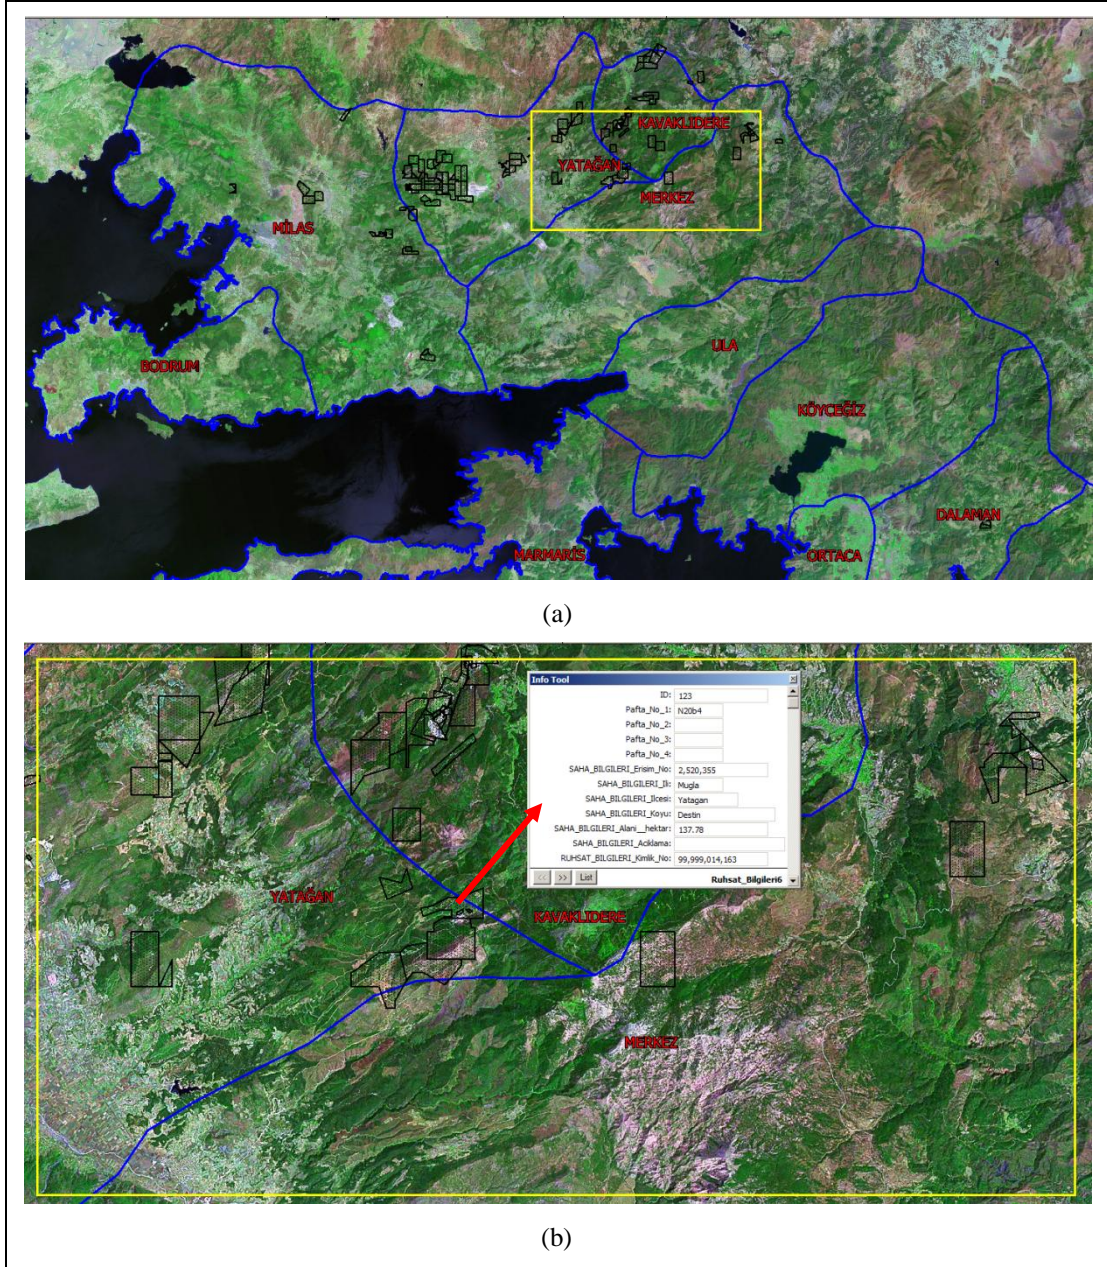 KAVAKLIDERE
YATAĞAN
MERKEZ
MİLAS
BODRUM
ULA
KÖYCEĞİZ
DALAMAN
MARMARİS
ORTACA
(a)
Info Tool
ID: 123
Pafta_No_1: N20b4
Pafta_No_2:
Pafta_No_3:
Pafta_No_4:
SAHA_BILGILERI_Erisim_No: 2,520,355
SAHA_BILGILERI_Ili: Mugla
SAHA_BILGILERI_Ilcesi: Yatagan
SAHA_BILGILERI_Koyu: Destin
SAHA_BILGILERI_Alani__hektar: 137.78
SAHA_BILGILERI_Aciklama:
RUHSAT_BILGILERI_Kimlik_No: 99,999,014,163
<< >> List Ruhsat_Bilgileri6
YATAĞAN
KAVAKLIDERE
MERKEZ
(b)